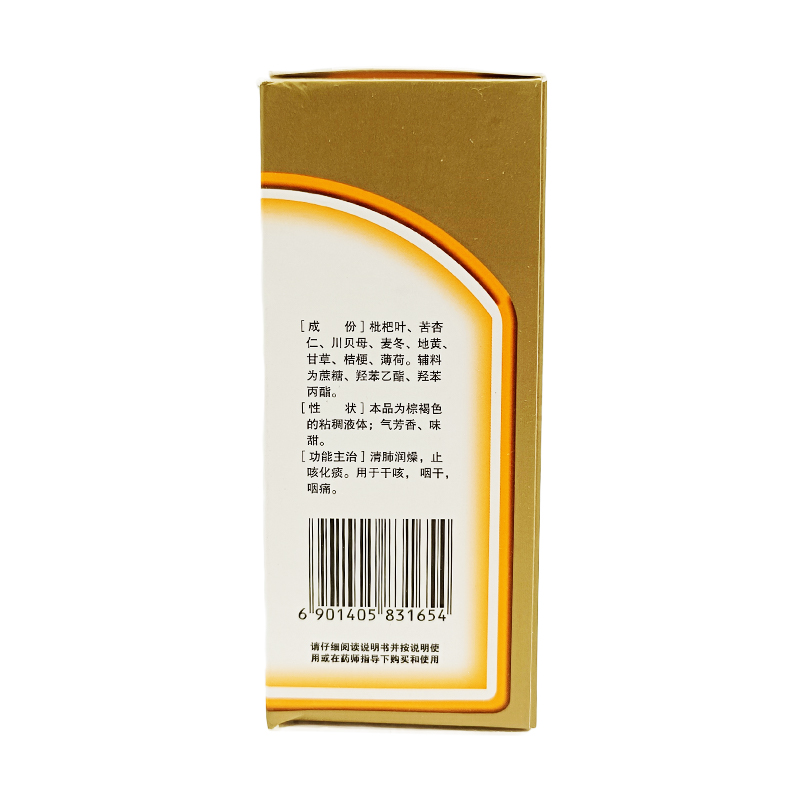 [成 份]枇杷叶、苦杏
仁、川贝母、麦冬、地黄、
甘草、桔梗、薄荷。辅料
为蔗糖、羟苯乙酯、羟苯
丙酯。
[性 状]本品为棕褐色
的粘稠液体；气芳香、味
甜。
[功能主治]清肺润燥，止
咳化痰。用于干咳，咽干，
咽痛。
6 901405 831654
请仔细阅读说明书并按说明使
用或在药师指导下购买和使用